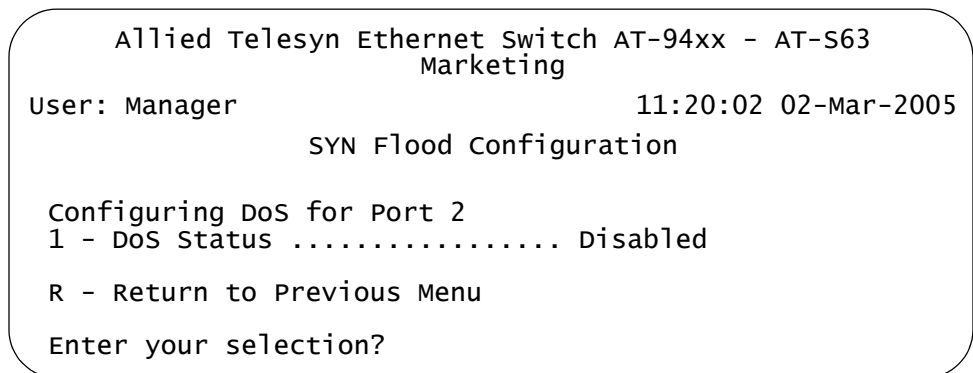 Allied Telesyn Ethernet Switch AT-94xx - AT-S63
Marketing
User: Manager 11:20:02 02-Mar-2005
SYN Flood Configuration
Configuring DoS for Port 2
1 - DoS Status ................. Disabled
R - Return to Previous Menu
Enter your selection?